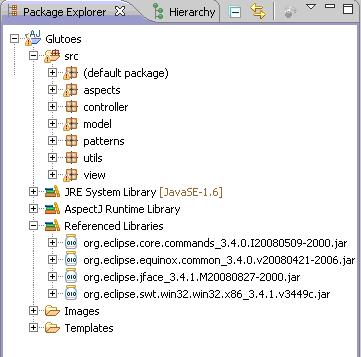 Package Explorer
Hierarchy
Glutoes
src
(default package)
aspects
controller
model
patterns
utils
view
JRE System Library [JavaSE-1.6]
AspectJ Runtime Library
Referenced Libraries
org.eclipse.core.commands_3.4.0.I20080509-2000.jar
org.eclipse.equinox.common_3.4.0.v20080421-2006.jar
org.eclipse.jface_3.4.1.M20080827-2000.jar
org.eclipse.swt.win32.win32.x86_3.4.1.v3449c.jar
Images
Templates